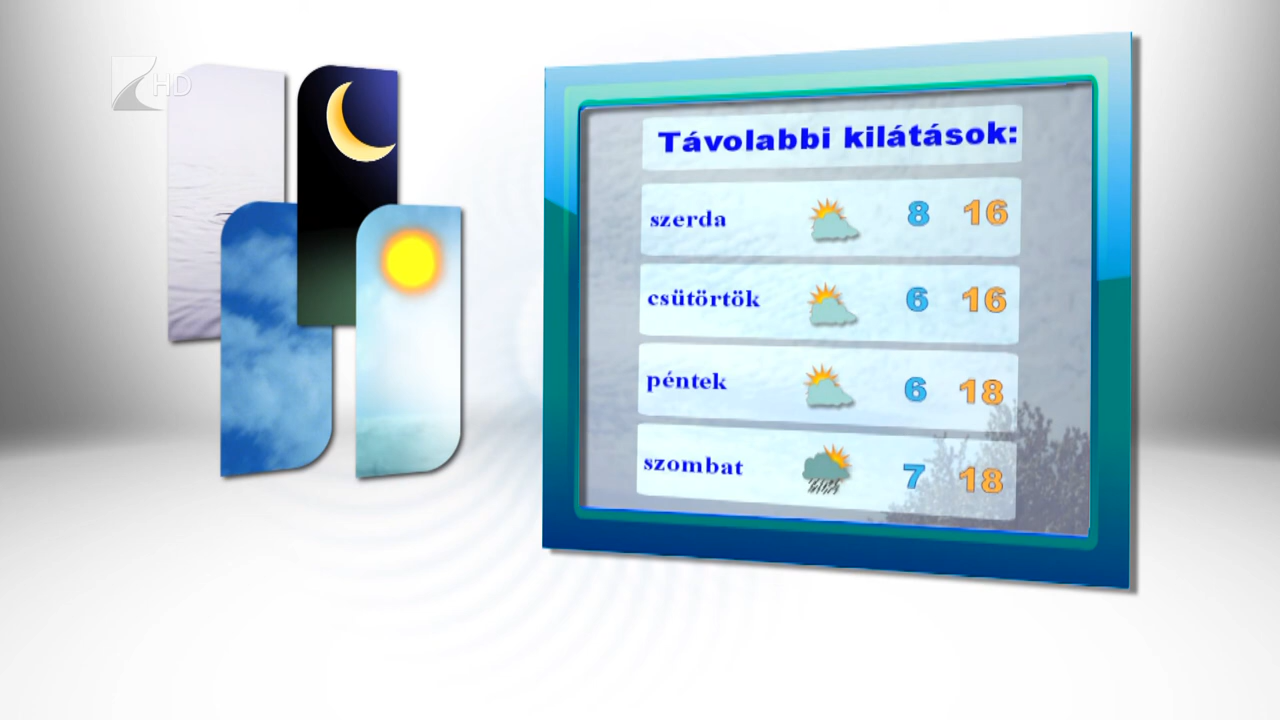 HD
Távolabbi kilátások:
szerda 8 16
csütörtök 6 16
péntek 6 18
szombat 7 18